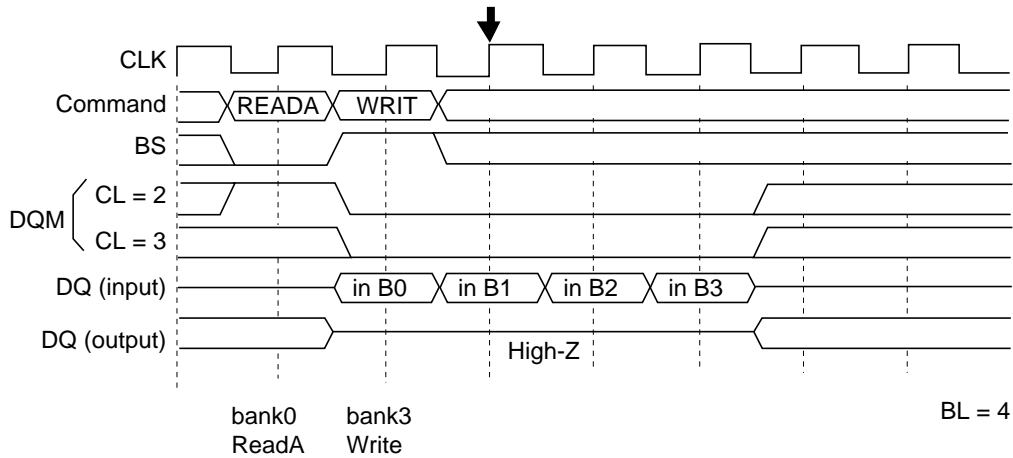 CLK
Command
READA
WRIT
BS
DQM
CL = 2
CL = 3
DQ (input)
in B0
in B1
in B2
in B3
DQ (output)
High-Z
bank0
ReadA
bank3
Write
BL = 4